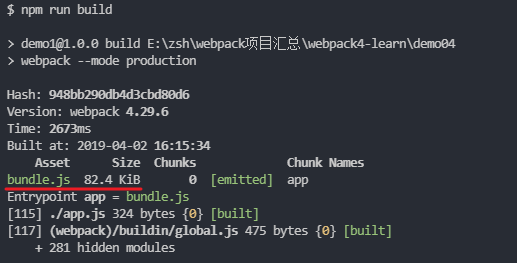 $ npm run build
> demo1@1.0.0 build E:\zsh\webpack项目汇总\webpack4-learn\demo04
> webpack --mode production
Hash: 948bb290db4d3cbd80d6
Version: webpack 4.29.6
Time: 2673ms
Built at: 2019-04-02 16:15:34
Asset Size Chunks Chunk Names
bundle.js 82.4 KiB 0 [emitted] app
Entrypoint app = bundle.js
[115] ./app.js 324 bytes {0} [built]
[117] (webpack)/buildin/global.js 475 bytes {0} [built]
+ 281 hidden modules